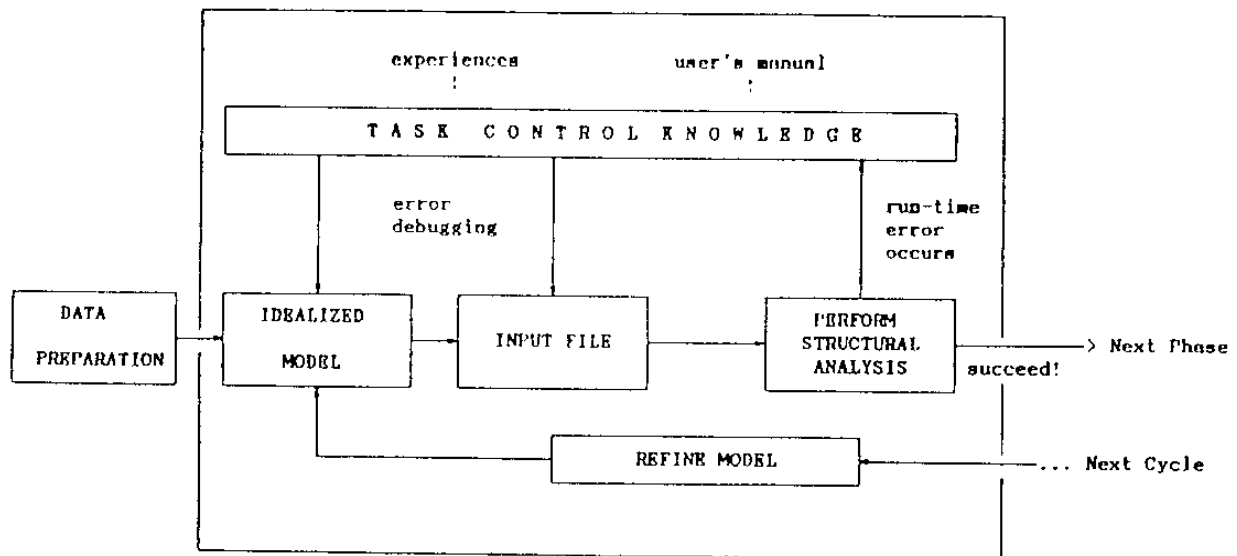 experiences
user's manual
TASK CONTROL KNOWLEDGE
error
debugging
run-time
error
occurs
DATA
PREPARATION
IDEALIZED
MODEL
INPUT FILE
PERFORM
STRUCTURAL
ANALYSIS
> Next Phase
succeed!
REFINE MODEL
... Next Cycle